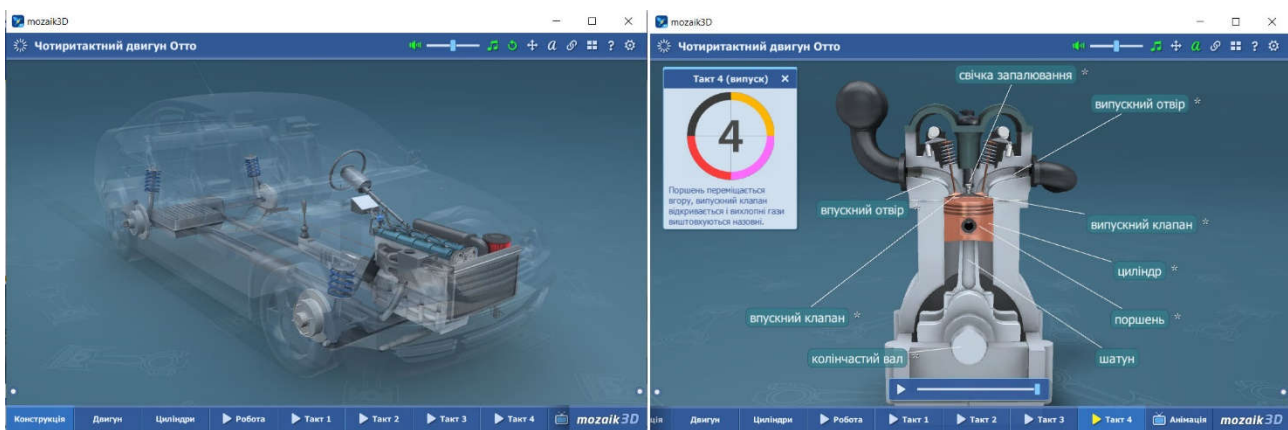 mozaik3D
Чотиритактний двигун Отто
a
?
Конструкція
Двигун
Циліндри
Робота
Такт 1
Такт 2
Такт 3
Такт 4
mozaik3D
mozaik3D
Чотиритактний двигун Отто
a
?
Такт 4 (випуск)
4
Поршень переміщається
вгору, випускний клапан
відкривається і вихлопні гази
виштовхуються назовні.
свічка запалювання *
випускний отвір *
впускний отвір *
випускний клапан *
циліндр *
впускний клапан *
поршень *
колінчастий вал *
шатун
ція
Двигун
Циліндри
Робота
Такт 1
Такт 2
Такт 3
Такт 4
Анімація
mozaik3D